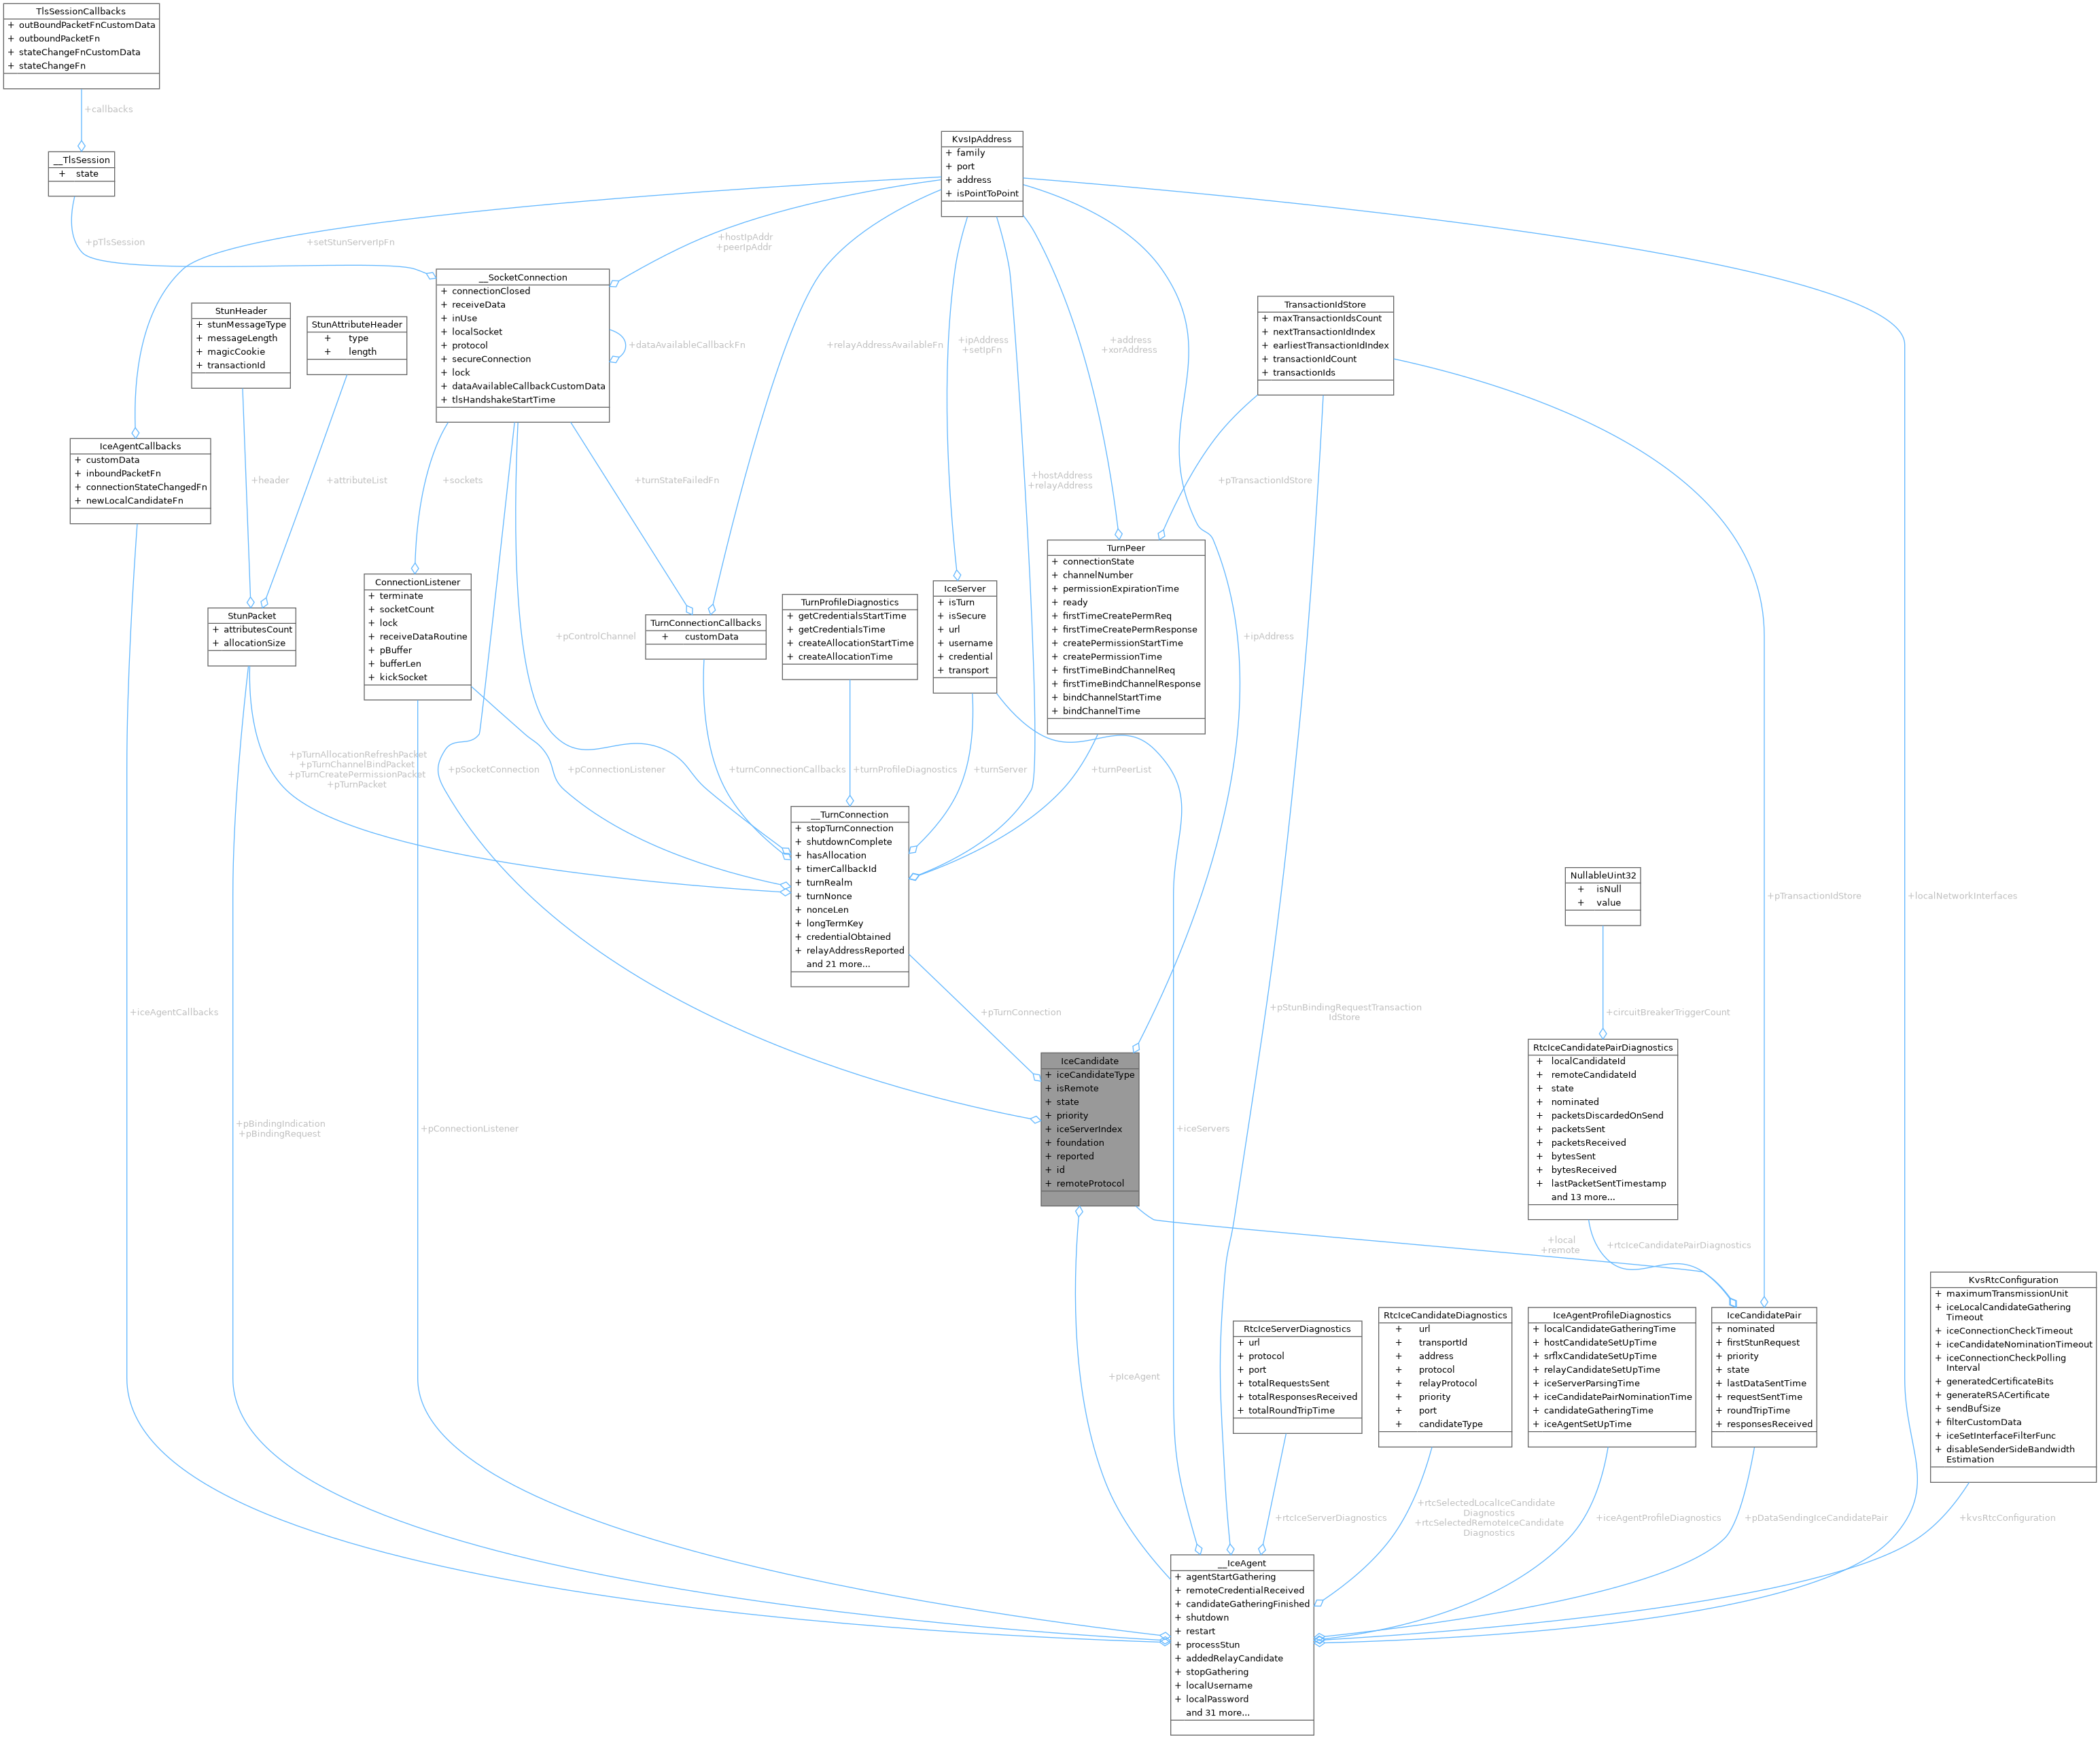 TlsSessionCallbacks
+ outBoundPacketFnCustomData
+ outboundPacketFn
+ stateChangeFnCustomData
+ stateChangeFn
+callbacks
__TlsSession
+ state
+pTlsSession
KvsIpAddress
+ family
+ port
+ address
+ isPointToPoint
+setStunServerIpFn
+hostIpAddr
+peerIpAddr
__SocketConnection
+ connectionClosed
+ receiveData
+ inUse
+ localSocket
+ protocol
+ secureConnection
+ lock
+ dataAvailableCallbackCustomData
+ tlsHandshakeStartTime
+dataAvailableCallbackFn
StunHeader
+ stunMessageType
+ messageLength
+ magicCookie
+ transactionId
StunAttributeHeader
+ type
+ length
+relayAddressAvailableFn
+ipAddress
+setIpFn
+address
+xorAddress
TransactionIdStore
+ maxTransactionIdsCount
+ nextTransactionIdIndex
+ earliestTransactionIdIndex
+ transactionIdCount
+ transactionIds
IceAgentCallbacks
+ customData
+ inboundPacketFn
+ connectionStateChangedFn
+ newLocalCandidateFn
+header
+attributeList
+sockets
+turnStateFailedFn
+hostAddress
+relayAddress
+pTransactionIdStore
StunPacket
+ attributesCount
+ allocationSize
ConnectionListener
+ terminate
+ socketCount
+ lock
+ receiveDataRoutine
+ pBuffer
+ bufferLen
+ kickSocket
+pControlChannel
TurnConnectionCallbacks
+ customData
TurnProfileDiagnostics
+ getCredentialsStartTime
+ getCredentialsTime
+ createAllocationStartTime
+ createAllocationTime
IceServer
+ isTurn
+ isSecure
+ url
+ username
+ credential
+ transport
TurnPeer
+ connectionState
+ channelNumber
+ permissionExpirationTime
+ ready
+ firstTimeCreatePermReq
+ firstTimeCreatePermResponse
+ createPermissionStartTime
+ createPermissionTime
+ firstTimeBindChannelReq
+ firstTimeBindChannelResponse
+ bindChannelStartTime
+ bindChannelTime
+ipAddress
+pTurnAllocationRefreshPacket
+pTurnChannelBindPacket
+pTurnCreatePermissionPacket
+pTurnPacket
+pSocketConnection
+pConnectionListener
+turnConnectionCallbacks
+turnProfileDiagnostics
+turnServer
+turnPeerList
__TurnConnection
+ stopTurnConnection
+ shutdownComplete
+ hasAllocation
+ timerCallbackId
+ turnRealm
+ turnNonce
+ nonceLen
+ longTermKey
+ credentialObtained
+ relayAddressReported
and 21 more...
NullableUint32
+ isNull
+ value
+pTransactionIdStore
+localNetworkInterfaces
+iceAgentCallbacks
+pTurnConnection
+pStunBindingRequestTransaction
IdStore
+circuitBreakerTriggerCount
IceCandidate
+ iceCandidateType
+ isRemote
+ state
+ priority
+ iceServerIndex
+ foundation
+ reported
+ id
+ remoteProtocol
RtcIceCandidatePairDiagnostics
+ localCandidateId
+ remoteCandidateId
+ state
+ nominated
+ packetsDiscardedOnSend
+ packetsSent
+ packetsReceived
+ bytesSent
+ bytesReceived
+ lastPacketSentTimestamp
and 13 more...
+pBindingIndication
+pBindingRequest
+pConnectionListener
+iceServers
+local
+remote
+rtcIceCandidatePairDiagnostics
KvsRtcConfiguration
+ maximumTransmissionUnit
+ iceLocalCandidateGathering
Timeout
+ iceConnectionCheckTimeout
+ iceCandidateNominationTimeout
+ iceConnectionCheckPolling
Interval
+ generatedCertificateBits
+ generateRSACertificate
+ sendBufSize
+ filterCustomData
+ iceSetInterfaceFilterFunc
+ disableSenderSideBandwidth
Estimation
+pIceAgent
RtcIceServerDiagnostics
+ url
+ protocol
+ port
+ totalRequestsSent
+ totalResponsesReceived
+ totalRoundTripTime
RtcIceCandidateDiagnostics
+ url
+ transportId
+ address
+ protocol
+ relayProtocol
+ priority
+ port
+ candidateType
IceAgentProfileDiagnostics
+ localCandidateGatheringTime
+ hostCandidateSetUpTime
+ srflxCandidateSetUpTime
+ relayCandidateSetUpTime
+ iceServerParsingTime
+ iceCandidatePairNominationTime
+ candidateGatheringTime
+ iceAgentSetUpTime
IceCandidatePair
+ nominated
+ firstStunRequest
+ priority
+ state
+ lastDataSentTime
+ requestSentTime
+ roundTripTime
+ responsesReceived
+rtcIceServerDiagnostics
+rtcSelectedLocalIceCandidate
Diagnostics
+rtcSelectedRemoteIceCandidate
Diagnostics
+iceAgentProfileDiagnostics
+pDataSendingIceCandidatePair
+kvsRtcConfiguration
__IceAgent
+ agentStartGathering
+ remoteCredentialReceived
+ candidateGatheringFinished
+ shutdown
+ restart
+ processStun
+ addedRelayCandidate
+ stopGathering
+ localUsername
+ localPassword
and 31 more...